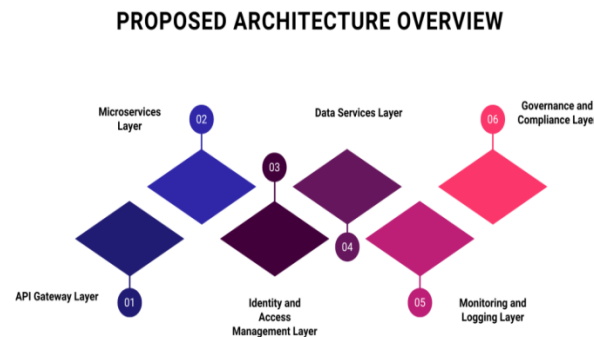 PROPOSED ARCHITECTURE OVERVIEW
01
API Gateway Layer
02
Microservices
Layer
03
Identity and
Access
Management Layer
04
Data Services Layer
05
Monitoring and
Logging Layer
06
Governance and
Compliance Laye